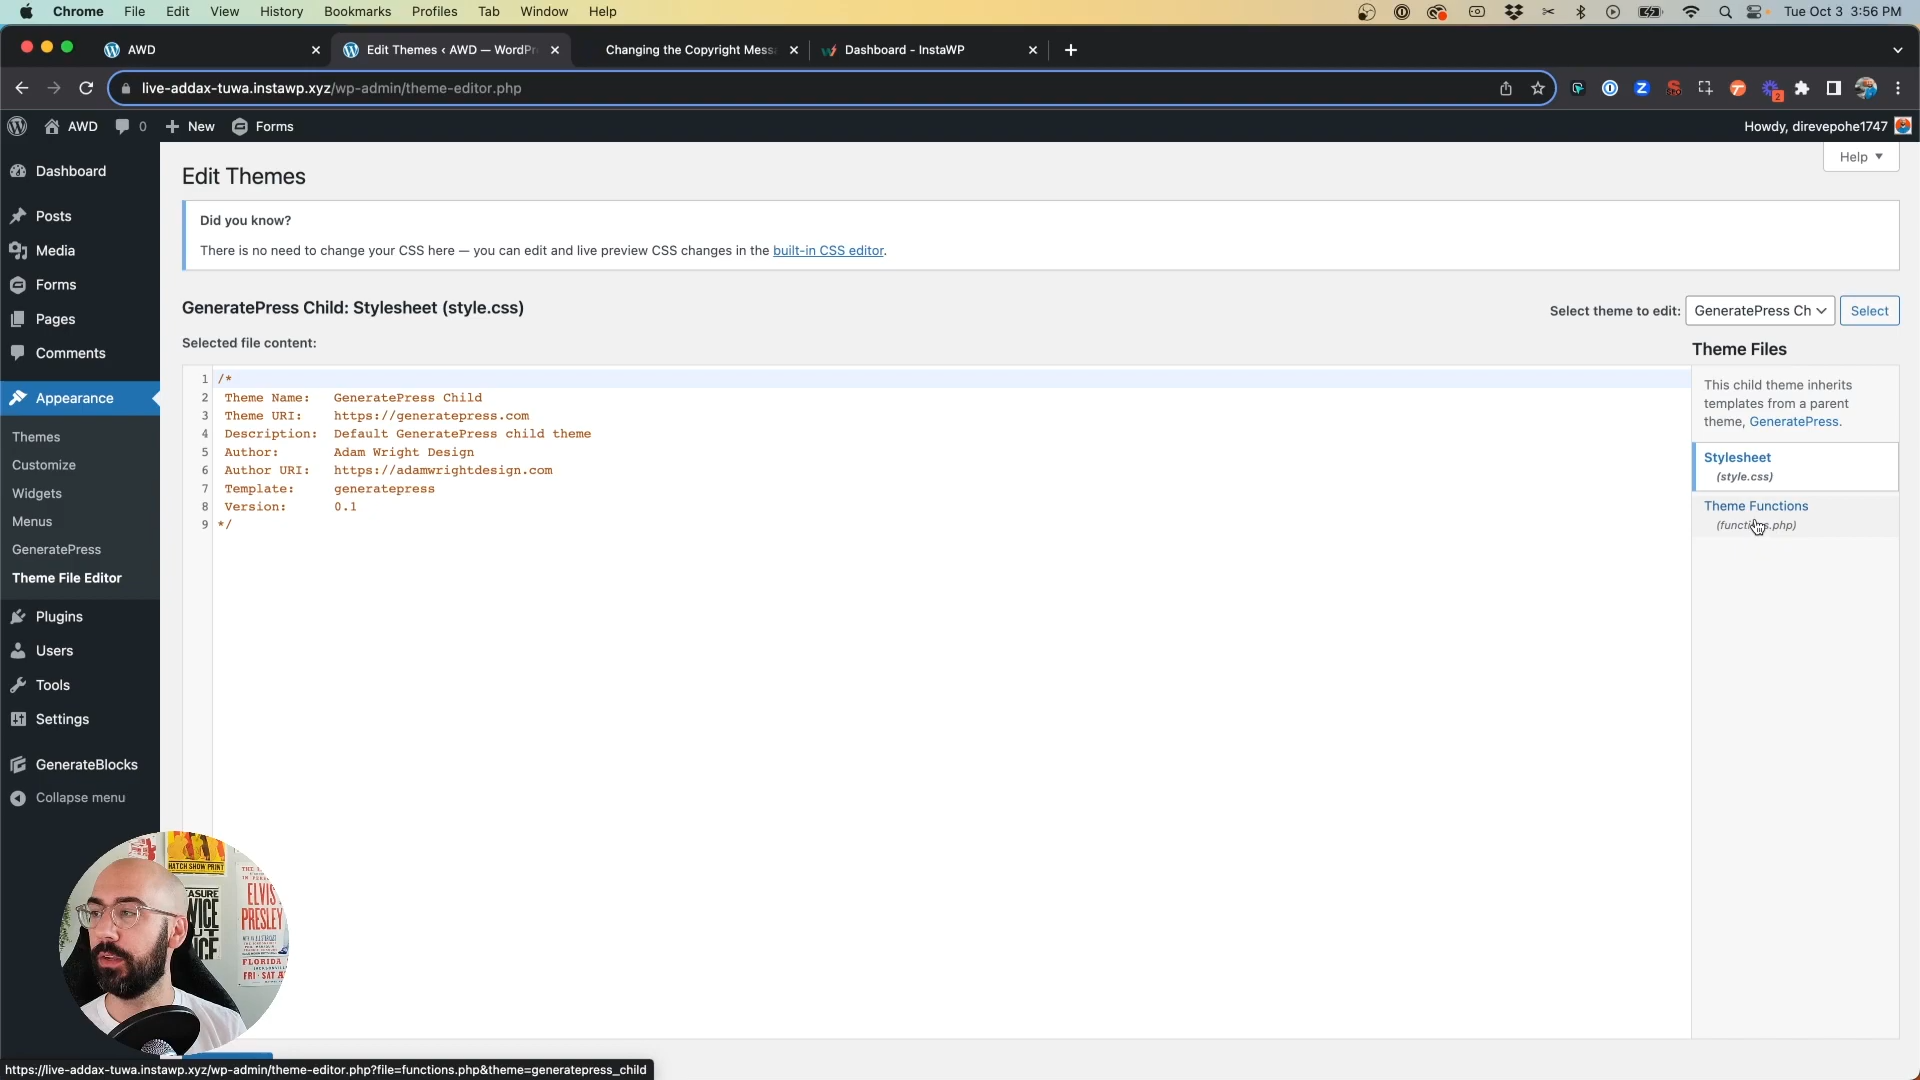 Chrome File Edit View History Bookmarks Profiles Tab Window Help Tue Oct 3 3:56 PM
AWD Edit Themes ‹ AWD — WordPr Changing the Copyright Mess Dashboard - InstaWP
live-addax-tuwa.instawp.xyz/wp-admin/theme-editor.php
AWD 0 New Forms Howdy, direvepohe1747
Help
Dashboard
Posts
Media
Forms
Pages
Comments
Appearance
Themes
Customize
Widgets
Menus
GeneratePress
Theme File Editor
Plugins
Users
Tools
Settings
GenerateBlocks
Collapse menu
Edit Themes
Did you know?
There is no need to change your CSS here — you can edit and live preview CSS changes in the built-in CSS editor.
GeneratePress Child: Stylesheet (style.css)
Select theme to edit: GeneratePress Ch Select
Selected file content:
1 /*
2 Theme Name: GeneratePress Child
3 Theme URI: https://generatepress.com
4 Description: Default GeneratePress child theme
5 Author: Adam Wright Design
6 Author URI: https://adamwrightdesign.com
7 Template: generatepress
8 Version: 0.1
9 */
Theme Files
This child theme inherits
templates from a parent
theme, GeneratePress.
Stylesheet
(style.css)
Theme Functions
HATCH SHOW PRINT
ELVIS
PRESLEY
FLORIDA
https://live-addax-tuwa.instawp.xyz/wp-admin/theme-editor.php?file=functions.php&theme=generatepress_child